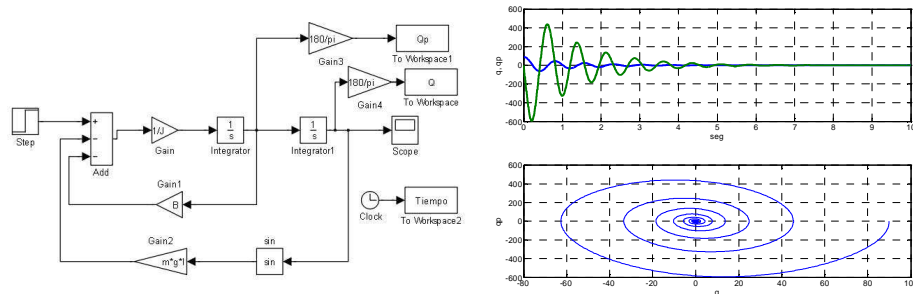 180/pi
Gain3
Qp
To Workspace1
180/pi
Gain4
Q
To Workspace
Step
+
−
−
Add
1/J
Gain
1
s
Integrator
1
s
Integrator1
Scope
Gain1
B
Clock
Tiempo
To Workspace2
Gain2
m*g*l
sin
sin
600
400
200
0
-200
-400
-600
q, qp
0 1 2 3 4 5 6 7 8 9 10
seg
600
400
200
0
-200
-400
-600
qp
-80 -60 -40 -20 0 20 40 60 80 100
q